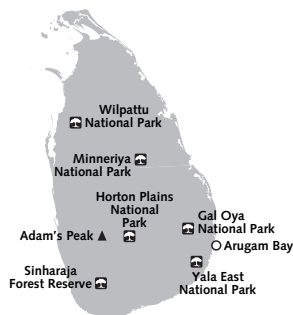 Wilpattu
National Park
Minneriya
National Park
Horton Plains
National
Park
Gal Oya
National Park
Adam's Peak
Arugam Bay
Sinharaja
Forest Reserve
Yala East
National Park